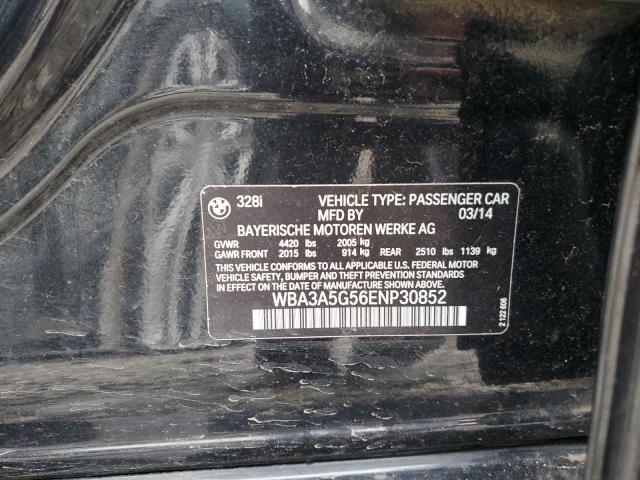 328i VEHICLE TYPE: PASSENGER CAR
MFD BY 03/14
BAYERISCHE MOTOREN WERKE AG
GVWR 4420 lbs 2005 kg
GAWR FRONT 2015 lbs 914 kg REAR 2510 lbs 1139 kg
THIS VEHICLE CONFORMS TO ALL APPLICABLE U.S. FEDERAL MOTOR
VEHICLE SAFETY, BUMPER AND THEFT PREVENTION STANDARDS
IN EFFECT ON THE DATE OF MANUFACTURE SHOWN ABOVE.
WBA3A5G56ENP30852
2 122 606